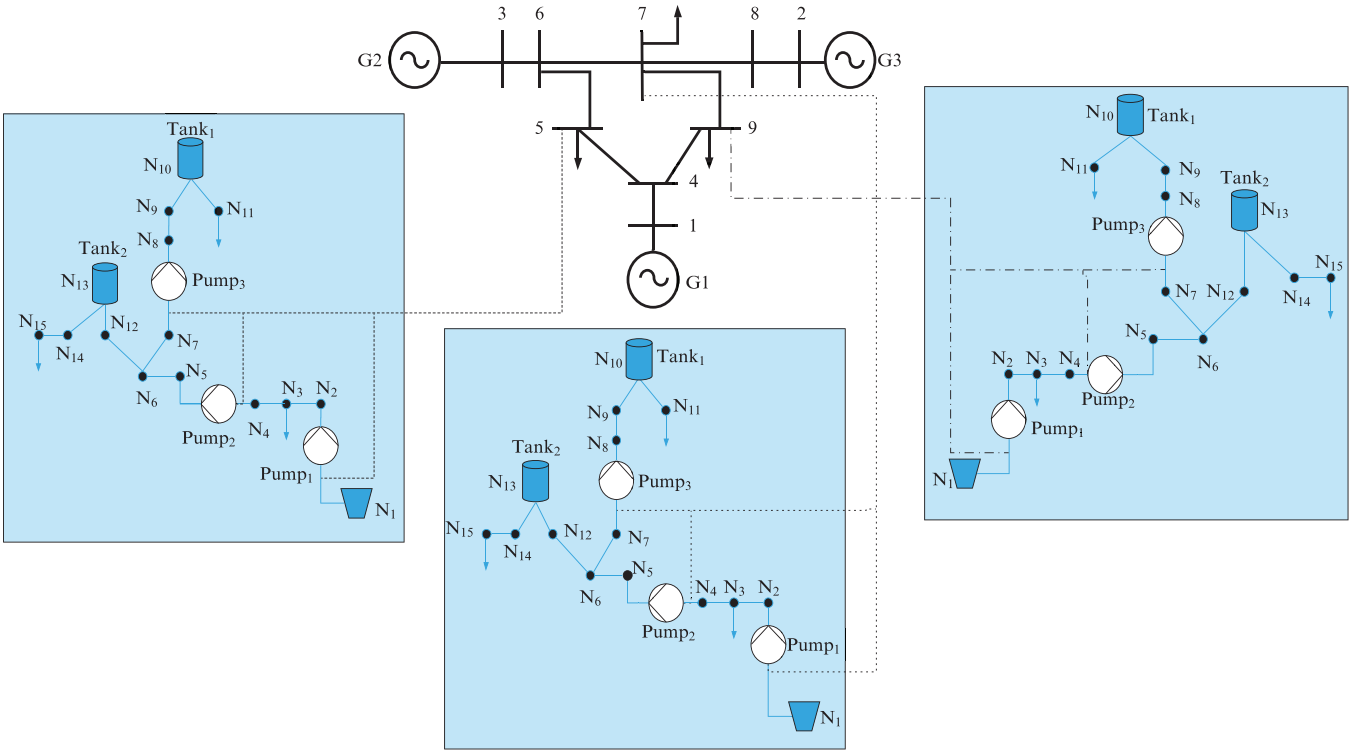 3 6 7 8 2
G2 G3
5 9
4
1
G1
Tank₁
N₁₀
N₉ N₁₁
N₈
Tank₂
Pump₃
N₁₃
N₁₅ N₁₂
N₇
N₁₄
N₅
N₆
N₃ N₂
N₄
Pump₂
Pump₁
N₁
N₁₀ Tank₁
N₉ N₁₁
N₈
Tank₂
N₁₃ Pump₃
N₁₅ N₁₂ N₇
N₁₄
N₅
N₆
N₄ N₃ N₂
Pump₂ Pump₁
N₁
N₁₀ Tank₁
N₁₁ N₉
Tank₂
N₈
N₁₃
Pump₃
N₁₅
N₇ N₁₂ N₁₄
N₅
N₆
N₂ N₃ N₄
Pump₂
Pump₁
N₁